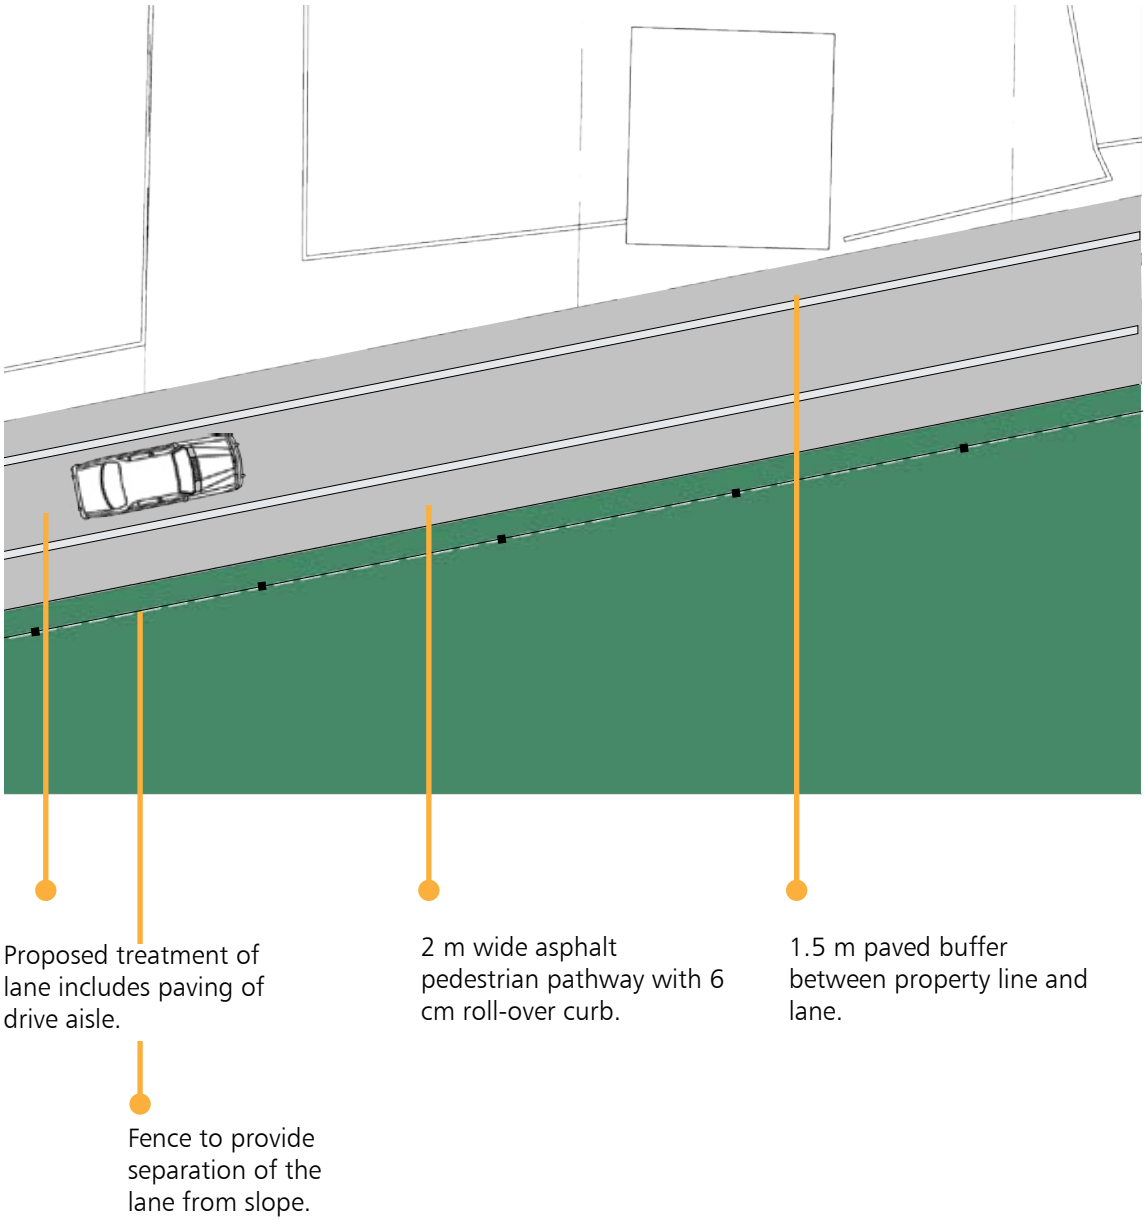 Proposed treatment of
lane includes paving of
drive aisle.
Fence to provide
separation of the
lane from slope.
2 m wide asphalt
pedestrian pathway with 6
cm roll-over curb.
1.5 m paved buffer
between property line and
lane.